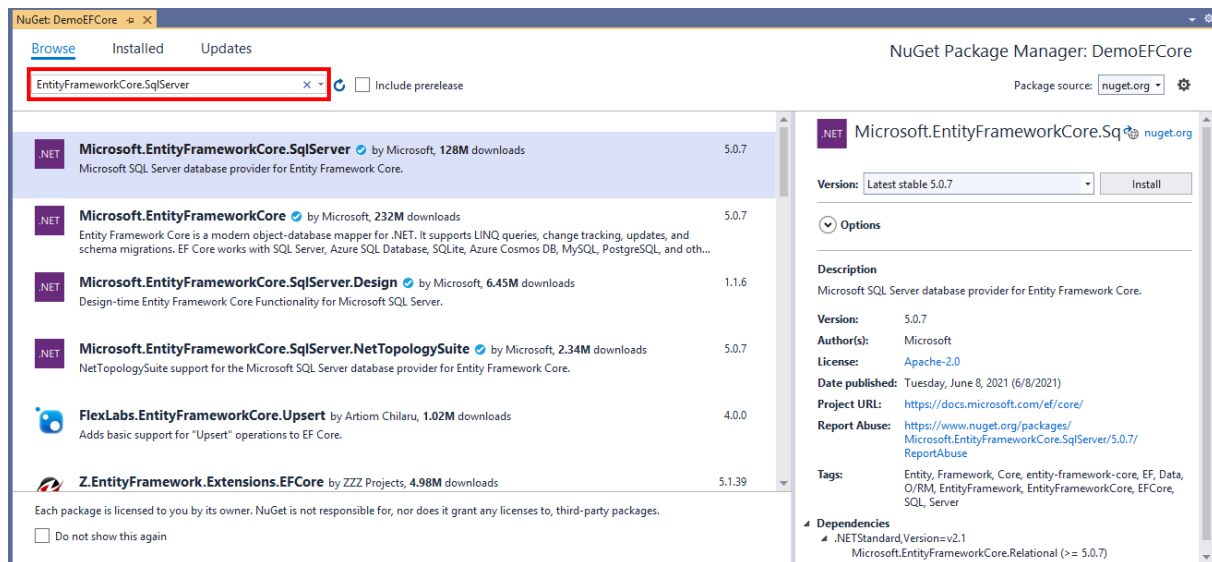 NuGet: DemoEFCore
Browse Installed Updates
NuGet Package Manager: DemoEFCore
EntityFrameworkCore.SqlServer
Include prerelease
Package source: nuget.org
.NET
Microsoft.EntityFrameworkCore.SqlServer by Microsoft, 128M downloads 5.0.7
Microsoft SQL Server database provider for Entity Framework Core.
.NET
Microsoft.EntityFrameworkCore by Microsoft, 232M downloads 5.0.7
Entity Framework Core is a modern object-database mapper for .NET. It supports LINQ queries, change tracking, updates, and
schema migrations. EF Core works with SQL Server, Azure SQL Database, SQLite, Azure Cosmos DB, MySQL, PostgreSQL, and oth...
.NET
Microsoft.EntityFrameworkCore.SqlServer.Design by Microsoft, 6.45M downloads 1.1.6
Design-time Entity Framework Core Functionality for Microsoft SQL Server.
.NET
Microsoft.EntityFrameworkCore.SqlServer.NetTopologySuite by Microsoft, 2.34M downloads 5.0.7
NetTopologySuite support for the Microsoft SQL Server database provider for Entity Framework Core.
FlexLabs.EntityFrameworkCore.Upsert by Artiom Chilaru, 1.02M downloads 4.0.0
Adds basic support for "Upsert" operations to EF Core.
Z.EntityFramework.Extensions.EFCore by ZZZ Projects, 4.98M downloads 5.1.39
Each package is licensed to you by its owner. NuGet is not responsible for, nor does it grant any licenses to, third-party packages.
Do not show this again
.NET
Microsoft.EntityFrameworkCore.Sq nuget.org
Version: Latest stable 5.0.7 Install
Options
Description
Microsoft SQL Server database provider for Entity Framework Core.
Version: 5.0.7
Author(s): Microsoft
License: Apache-2.0
Date published: Tuesday, June 8, 2021 (6/8/2021)
Project URL: https://docs.microsoft.com/ef/core/
Report Abuse: https://www.nuget.org/packages/
Microsoft.EntityFrameworkCore.SqlServer/5.0.7/
ReportAbuse
Tags: Entity, Framework, Core, entity-framework-core, EF, Data,
O/RM, EntityFramework, EntityFrameworkCore, EFCore,
SQL, Server
Dependencies
.NETStandard,Version=v2.1
Microsoft.EntityFrameworkCore.Relational (>= 5.0.7)